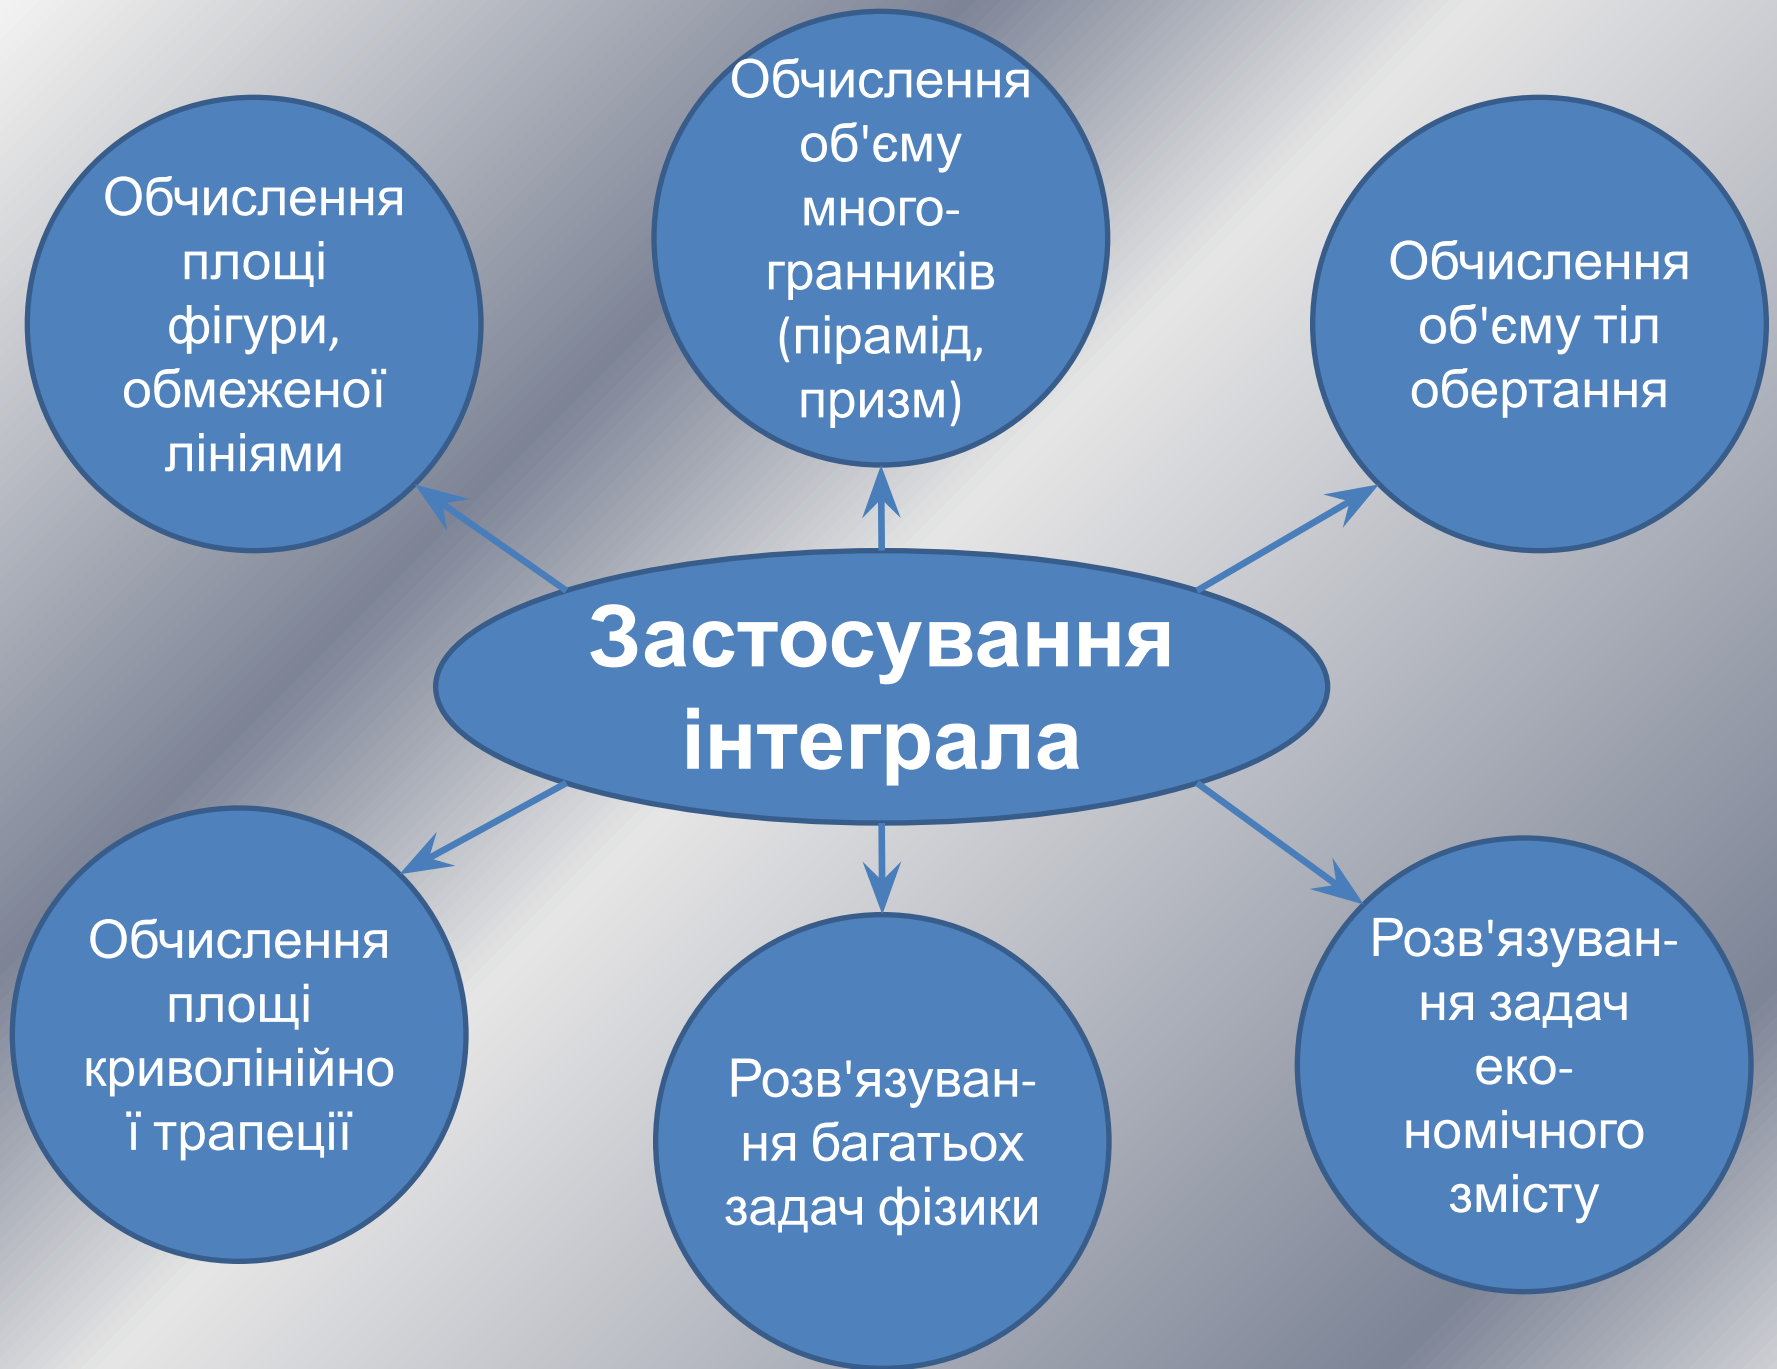 Обчислення
площі
фігури,
обмеженої
лініями
Обчислення
об'єму
много-
гранників
(пірамід,
призм)
Обчислення
об'єму тіл
обертання
Застосування
інтеграла
Обчислення
площі
криволінійно
ї трапеції
Розв'язуван-
ня багатьох
задач фізики
Розв'язуван-
ня задач
еко-
номічного
змісту